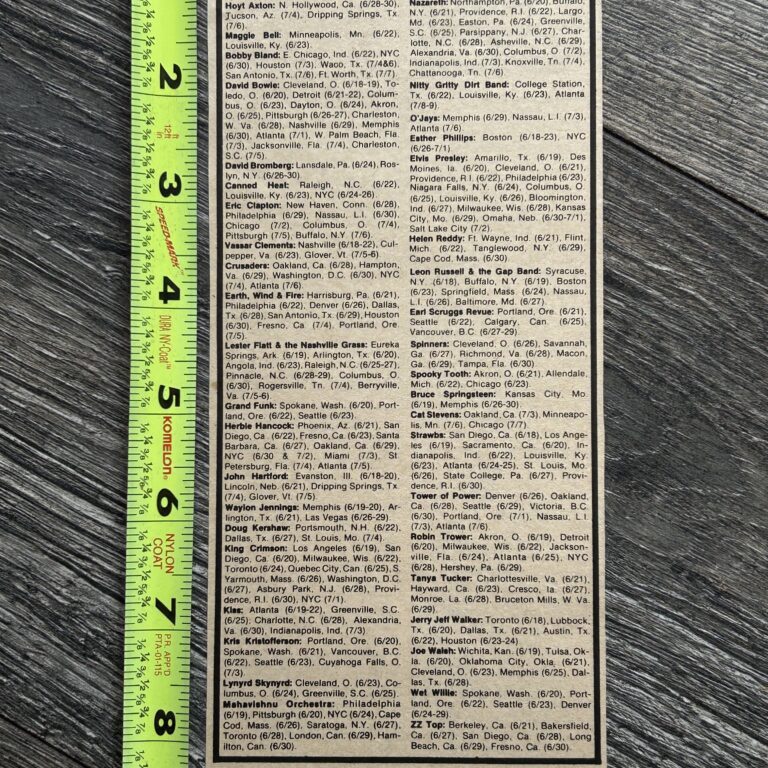 Hoyt Axton: N. Hollywood, Ca. (6/28-30),
Tucson, Az. (7/4), Dripping Springs, Tx
(7/6).
Maggie Bell: Minneapolis, Mn. (6/22),
Louisville, Ky. (6/23).
Bobby Bland: E. Chicago, Ind. (6/22), NYC
(6/30), Houston (7/3), Waco, Tx. (7/4&6),
San Antonio, Tx. (7/6), Ft. Worth, Tx. (7/7).
David Bowie: Cleveland, O. (6/18-19), To-
ledo, O. (6/20), Detroit (6/21-22), Colum-
bus, O. (6/23), Dayton, O. (6/24), Akron,
O. (6/25), Pittsburgh (6/26-27), Charleston,
W. Va. (6/28), Nashville (6/29), Memphis
(6/30), Atlanta (7/1), W. Palm Beach, Fla.
(7/3), Jacksonville, Fla. (7/4), Charleston,
S.C. (7/5).
David Bromberg: Lansdale, Pa. (6/24), Ros-
lyn, N.Y. (6/26-30).
Canned Heat: Raleigh, N.C. (6/22),
Louisville, Ky. (6/23), NYC (6/24-26)
Eric Clapton: New Haven, Conn. (6/28),
Philadelphia (6/29), Nassau, L.I. (6/30),
Chicago (7/2), Columbus, O. (7/4),
Pittsburgh (7/5), Buffalo, N.Y. (7/6).
Vassar Clements: Nashville (6/18-22), Cul-
pepper, Va. (6/23), Glover, Vt. (7/5-6).
Crusaders: Oakland, Ca. (6/28), Hampton,
Va. (6/29), Washington, D.C. (6/30), NYC
(7/4), Atlanta (7/6).
Earth, Wind & Fire: Harrisburg, Pa. (6/21),
Philadelphia (6/22), Denver (6/26), Dallas,
Tx. (6/28), San Antonio, Tx. (6/29), Houston
(6/30), Fresno, Ca. (7/4), Portland, Ore.
(7/5).
Lester Flatt & the Nashville Grass: Eureka
Springs, Ark. (6/19), Arlington, Tx. (6/20),
Angola, Ind. (6/23), Raleigh, N.C. (6/25-27),
Pinnacle, N.C. (6/28-29), Columbus, O.
(6/30), Rogersville, Tn. (7/4), Berryville,
Va. (7/5-6).
Grand Funk: Spokane, Wash. (6/20), Port-
land, Ore. (6/22), Seattle (6/23).
Herbie Hancock: Phoenix, Az. (6/21), San
Diego, Ca. (6/22), Fresno, Ca. (6/23), Santa
Barbara, Ca. (6/27), Oakland, Ca. (6/29),
NYC (6/30 & 7/2), Miami (7/3), St
Petersburg, Fla. (7/4), Atlanta (7/5).
John Hartford: Evanston, Ill. (6/18-20),
Lincoln, Neb. (6/21), Dripping Springs, Tx
(7/4), Glover, Vt. (7/5).
Waylon Jennings: Memphis (6/19-20), Ar-
lington, Tx. (6/21), Las Vegas (6/26-29).
Doug Kershaw: Portsmouth, N.H. (6/22),
Dallas, Tx. (6/27), St. Louis, Mo. (7/4).
King Crimson: Los Angeles (6/19), San
Diego, Ca. (6/20), Milwaukee, Wis. (6/22),
Toronto (6/24), Quebec City, Can. (6/25), S.
Yarmouth, Mass. (6/26), Washington, D.C.
(6/27), Asbury Park, N.J. (6/28), Provi-
dence, R.I. (6/30), NYC (7/1).
Kiss: Atlanta (6/19-22), Greenville, S.C.
(6/25), Charlotte, N.C. (6/28), Alexandria,
Va. (6/30), Indianapolis, Ind. (7/3)
Kris Kristofferson: Portland, Ore. (6/20),
Spokane, Wash. (6/21), Vancouver, B.C.
(6/22), Seattle (6/23), Cuyahoga Falls, O.
(7/3).
Lynyrd Skynyrd: Cleveland, O. (6/23), Co-
lumbus, O. (6/24), Greenville, S.C. (6/25).
Mahavishnu Orchestra: Philadelphia
(6/19), Pittsburgh (6/20), NYC (6/24), Cape
Cod, Mass. (6/26), Saratoga, N.Y. (6/27),
Toronto (6/28), London, Can. (6/29), Ham-
ilton, Can. (6/30).
Nazareth: Northampton, Pa. (6/20), Buffalo,
N.Y. (6/21), Providence, R.I. (6/22), Largo,
Md. (6/23), Easton, Pa. (6/24), Greenville,
S.C. (6/25), Parsippany, N.J. (6/27), Char-
lotte, N.C. (6/28), Asheville, N.C. (6/29),
Alexandria, Va. (6/30), Columbus, O. (7/2),
Indianapolis, Ind. (7/3), Knoxville, Tn. (7/4),
Chattanooga, Tn. (7/6)
Nitty Gritty Dirt Band: College Station,
Tx. (6/22), Louisville, Ky. (6/23), Atlanta
(7/8-9)
O'Jays: Memphis (6/29), Nassau, L.I. (7/3),
Atlanta (7/6).
Esther Phillips: Boston (6/18-23), NYC
(6/26-7/1)
Elvis Presley: Amarillo, Tx. (6/19), Des
Moines, Ia. (6/20), Cleveland, O. (6/21),
Providence, R.I. (6/22), Philadelphia (6/23),
Niagara Falls, N.Y. (6/24), Columbus, O.
(6/25), Louisville, Ky. (6/26), Bloomington,
Ind. (6/27), Milwaukee, Wis. (6/28), Kansas
City, Mo. (6/29), Omaha, Neb. (6/30-7/1),
Salt Lake City (7/2).
Helen Reddy: Ft. Wayne, Ind. (6/21), Flint,
Mich. (6/22), Tanglewood, N.Y. (6/29),
Cape Cod, Mass. (6/30)
Leon Russell & the Gap Band: Syracuse,
N.Y. (6/18), Buffalo, N.Y. (6/19), Boston
(6/23), Springfield, Mass. (6/24), Nassau,
L.I. (6/26), Baltimore, Md. (6/27)
Earl Scruggs Revue: Portland, Ore. (6/21),
Seattle (6/22), Calgary, Can. (6/25),
Vancouver, B.C. (6/27-29)
Spinners: Cleveland, O. (6/26), Savannah,
Ga. (6/27), Richmond, Va. (6/28), Macon,
Ga. (6/29), Tampa, Fla. (6/30)
Spooky Tooth: Akron, O. (6/21), Allendale,
Mich. (6/22), Chicago (6/23)
Bruce Springsteen: Kansas City, Mo.
(6/19), Memphis (6/26-30)
Cat Stevens: Oakland, Ca. (7/3), Minneapo-
lis, Mn. (7/6), Chicago (7/7).
Strawbs: San Diego, Ca. (6/18), Los Ange-
les (6/19), Sacramento, Ca. (6/20), In-
dianapolis, Ind. (6/22), Louisville, Ky.
(6/23), Atlanta (6/24-25), St. Louis, Mo.
(6/26), State College, Pa. (6/27), Provi-
dence, R.I. (6/30).
Tower of Power: Denver (6/26), Oakland,
Ca. (6/28), Seattle (6/29), Victoria, B.C.
(6/30), Portland, Ore. (7/1), Nassau, L.I.
(7/3), Atlanta (7/6)
Robin Trower: Akron, O. (6/19), Detroit
(6/20), Milwaukee, Wis. (6/22), Jackson-
ville, Fla. (6/24), Atlanta (6/25), NYC
(6/28), Hershey, Pa. (6/29).
Tanya Tucker: Charlottesville, Va. (6/21),
Hayward, Ca. (6/23), Cresco, Ia. (6/27),
Monroe, La. (6/28), Bruceton Mills, W. Va.
(6/29).
Jerry Jeff Walker: Toronto (6/18), Lubbock,
Tx. (6/20), Dallas, Tx. (6/21), Austin, Tx.
(6/22), Houston (6/23-24)
Joe Walsh: Wichita, Kan. (6/19), Tulsa, Ok-
la. (6/20), Oklahoma City, Okla. (6/21),
Cleveland, O. (6/23), Memphis (6/25), Dal-
las, Tx. (6/28).
Wet Willie: Spokane, Wash. (6/20), Port-
land, Ore. (6/22), Seattle (6/23), Denver
(6/24-29).
ZZ Top: Berkeley, Ca. (6/21), Bakersfield,
Ca. (6/27), San Diego, Ca. (6/28), Long
Beach, Ca. (6/29), Fresno, Ca. (6/30).
2
12ft
in
3
SPEED MARK
4
DURA NY-Coat
5
KOMELON
6
NYLON
COAT
7
P.R. APP'D
PTA-01-115
8